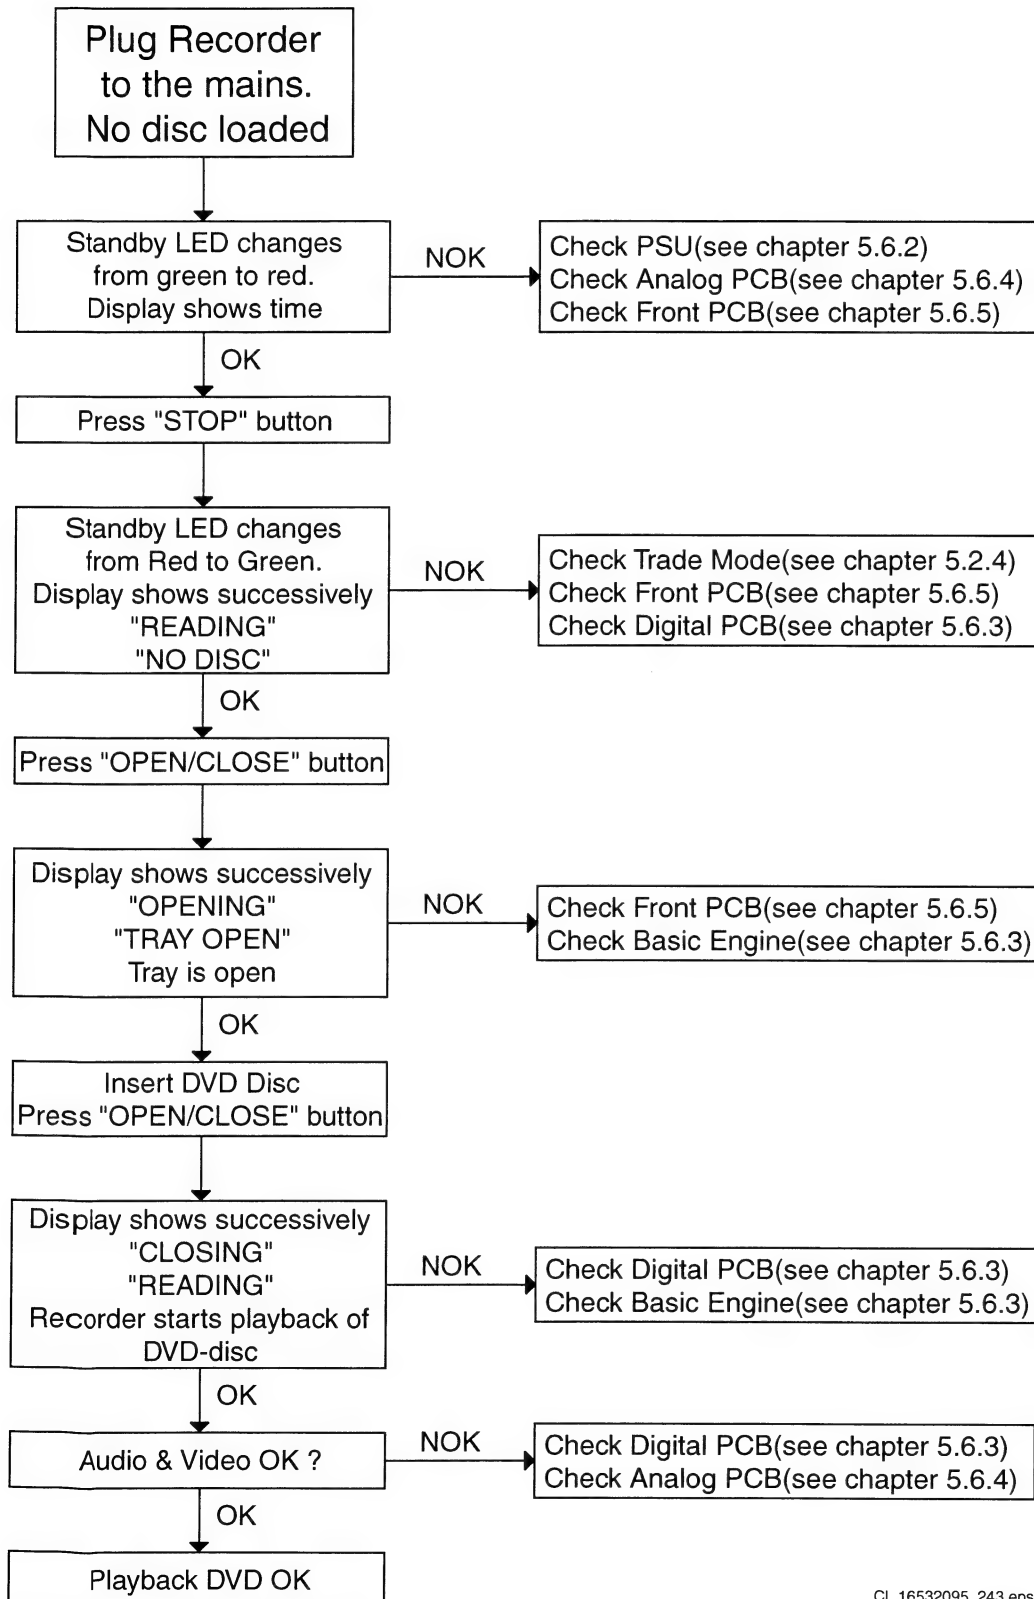 Plug Recorder
to the mains.
No disc loaded
Standby LED changes
from green to red.
Display shows time
NOK
Check PSU(see chapter 5.6.2)
Check Analog PCB(see chapter 5.6.4)
Check Front PCB(see chapter 5.6.5)
OK
Press "STOP" button
Standby LED changes
from Red to Green.
Display shows successively
"READING"
"NO DISC"
NOK
Check Trade Mode(see chapter 5.2.4)
Check Front PCB(see chapter 5.6.5)
Check Digital PCB(see chapter 5.6.3)
OK
Press "OPEN/CLOSE" button
Display shows successively
"OPENING"
"TRAY OPEN"
Tray is open
NOK
Check Front PCB(see chapter 5.6.5)
Check Basic Engine(see chapter 5.6.3)
OK
Insert DVD Disc
Press "OPEN/CLOSE" button
Display shows successively
"CLOSING"
"READING"
Recorder starts playback of
DVD-disc
NOK
Check Digital PCB(see chapter 5.6.3)
Check Basic Engine(see chapter 5.6.3)
OK
Audio & Video OK ?
NOK
Check Digital PCB(see chapter 5.6.3)
Check Analog PCB(see chapter 5.6.4)
OK
Playback DVD OK
CL 16532095_243.eps